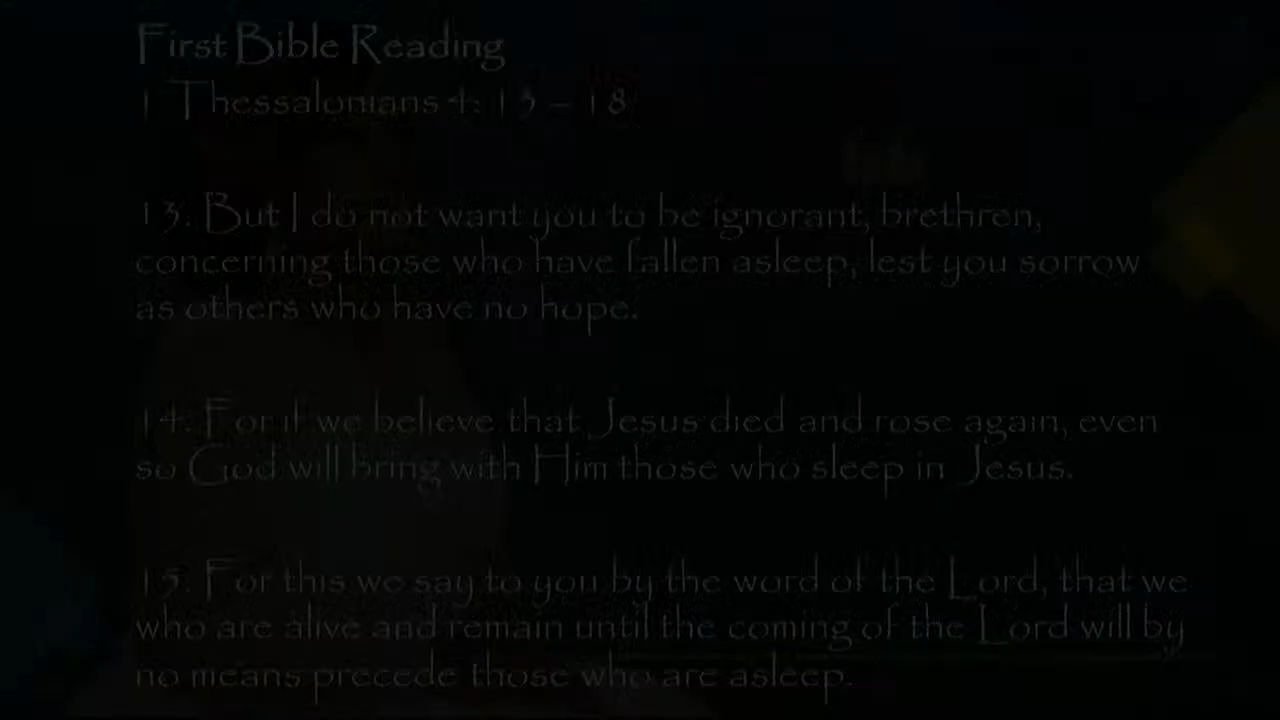 First Bible Reading
1 Thessalonians 4: 13 – 18
13. But I do not want you to be ignorant, brethren,
concerning those who have fallen asleep, lest you sorrow
as others who have no hope.
14. For if we believe that Jesus died and rose again, even
so God will bring with Him those who sleep in Jesus.
15. For this we say to you by the word of the Lord, that we
who are alive and remain until the coming of the Lord will by
no means precede those who are asleep.